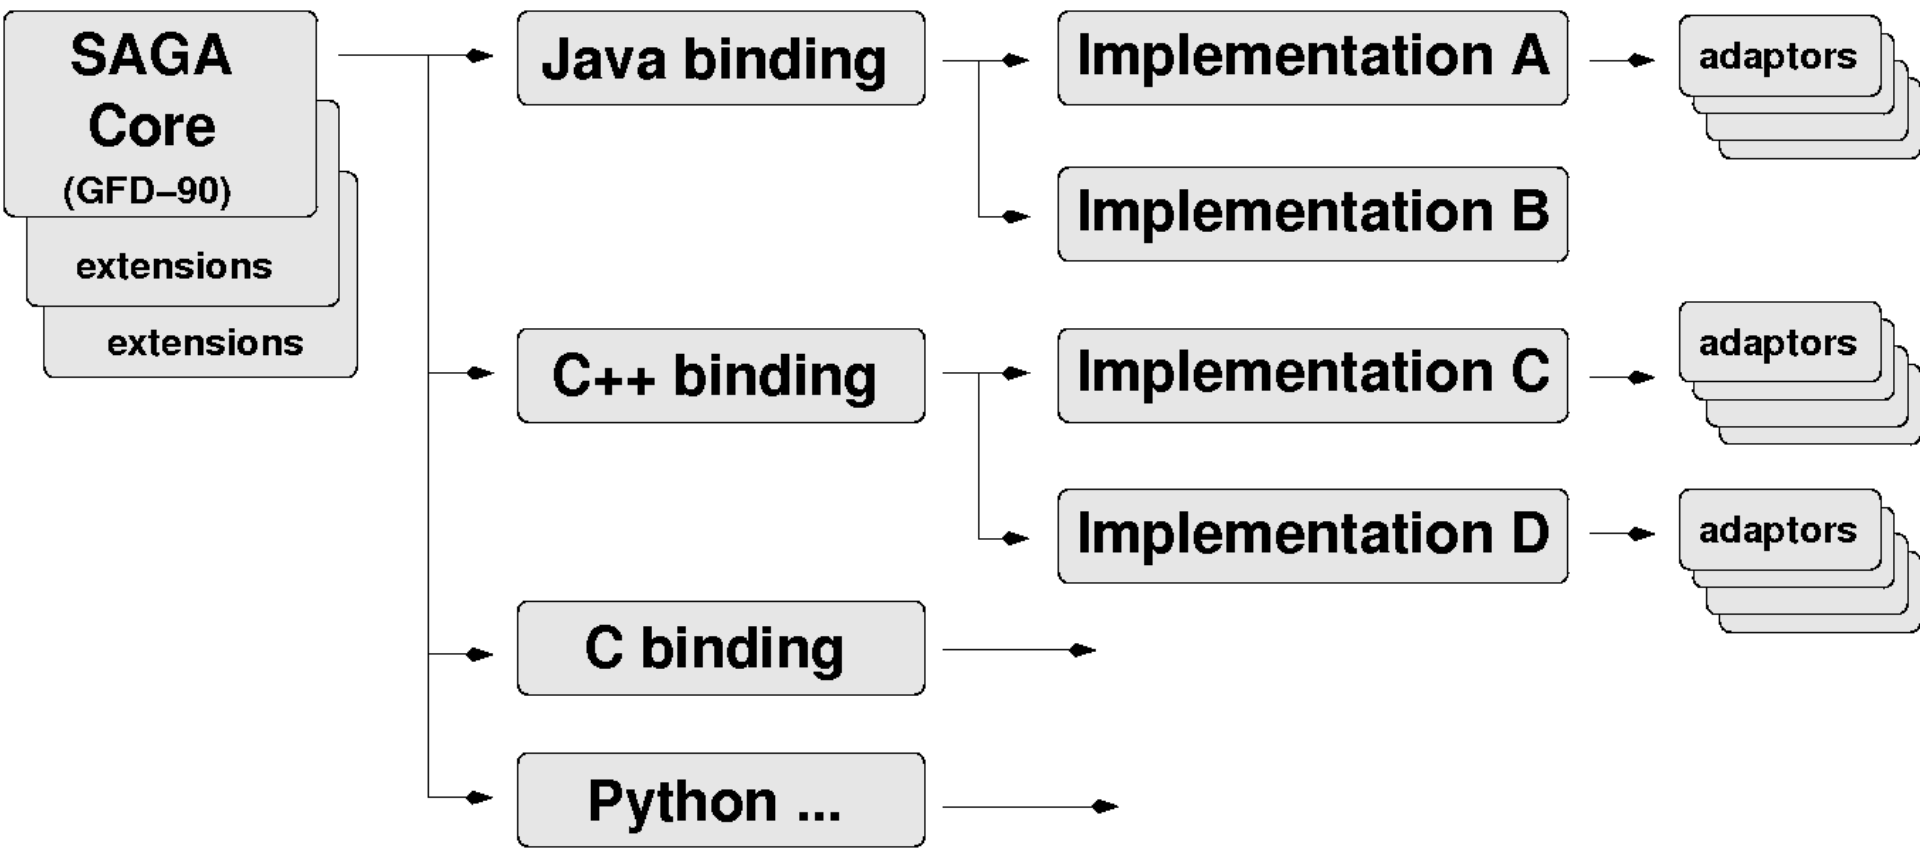 SAGA
Core
(GFD–90)
extensions
extensions
Java binding
Implementation A
adaptors
Implementation B
C++ binding
Implementation C
adaptors
Implementation D
adaptors
C binding
Python ...